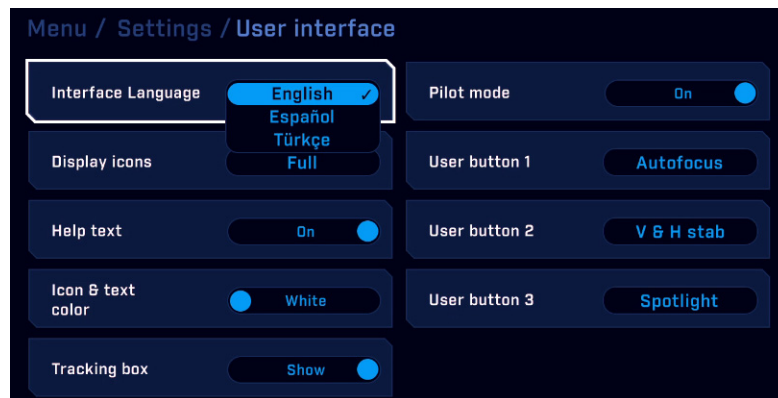 Menu / Settings / User interface
Interface Language
English ✓
Español
Türkçe
Display icons
Full
Help text
On
Icon & text
color
White
Tracking box
Show
Pilot mode
On
User button 1
Autofocus
User button 2
V & H stab
User button 3
Spotlight